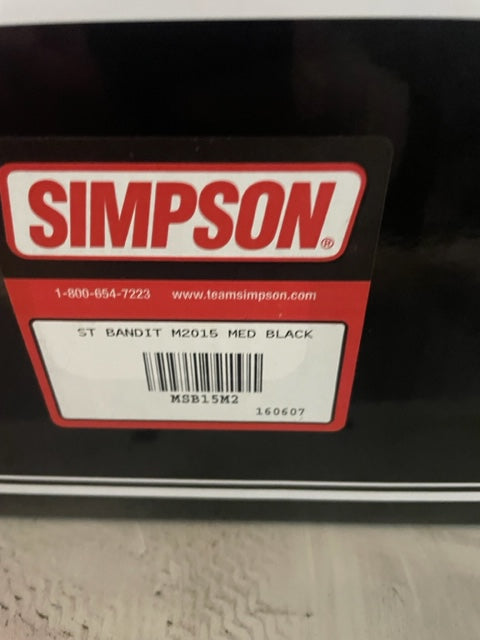 SIMPSON®
1-800-654-7223 www.teamsimpson.com
ST BANDIT M2015 MED BLACK
MSB15M2
160607